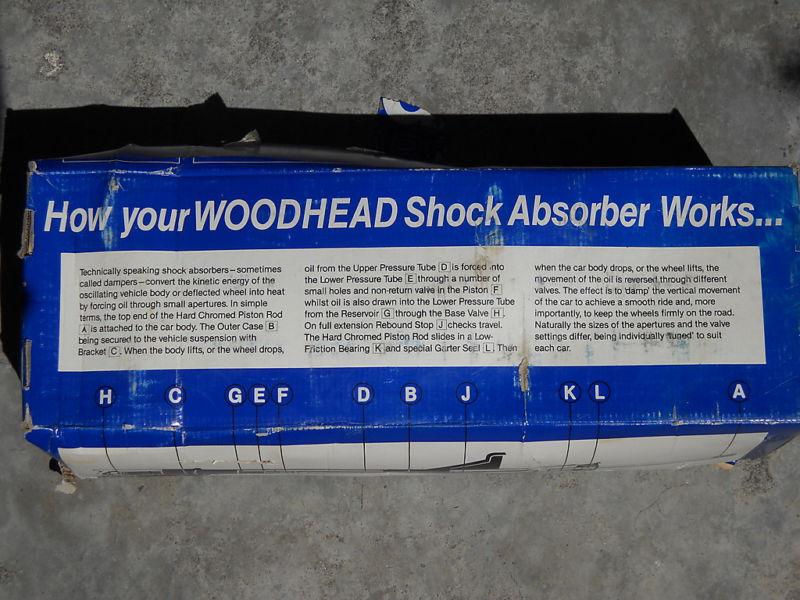 How your WOODHEAD Shock Absorber Works...
Technically speaking shock absorbers – sometimes
called dampers – convert the kinetic energy of the
oscillating vehicle body or deflected wheel into heat
by forcing oil through small apertures. In simple
terms, the top end of the Hard Chromed Piston Rod
A is attached to the car body. The Outer Case B
being secured to the vehicle suspension with
Bracket C. When the body lifts, or the wheel drops,
oil from the Upper Pressure Tube D is forced into
the Lower Pressure Tube E through a number of
small holes and non-return valve in the Piston F
whilst oil is also drawn into the Lower Pressure Tube
from the Reservoir G through the Base Valve H.
On full extension Rebound Stop J checks travel.
The Hard Chromed Piston Rod slides in a Low-
Friction Bearing K and special Garter Seal L. Then
when the car body drops, or the wheel lifts, the
movement of the oil is reversed through different
valves. The effect is to 'damp' the vertical movement
of the car to achieve a smooth ride and, more
importantly, to keep the wheels firmly on the road.
Naturally the sizes of the apertures and the valve
settings differ, being individually 'tuned' to suit
each car.
H C G E F D B J K L A